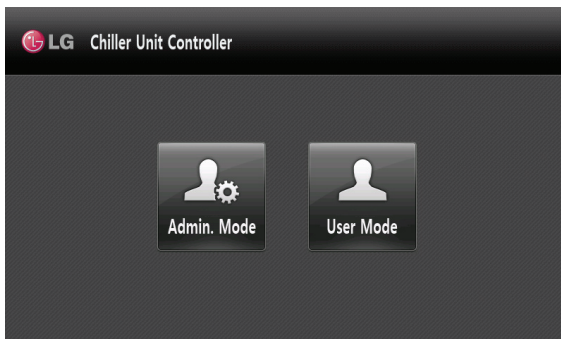 LG Chiller Unit Controller
Admin. Mode
User Mode